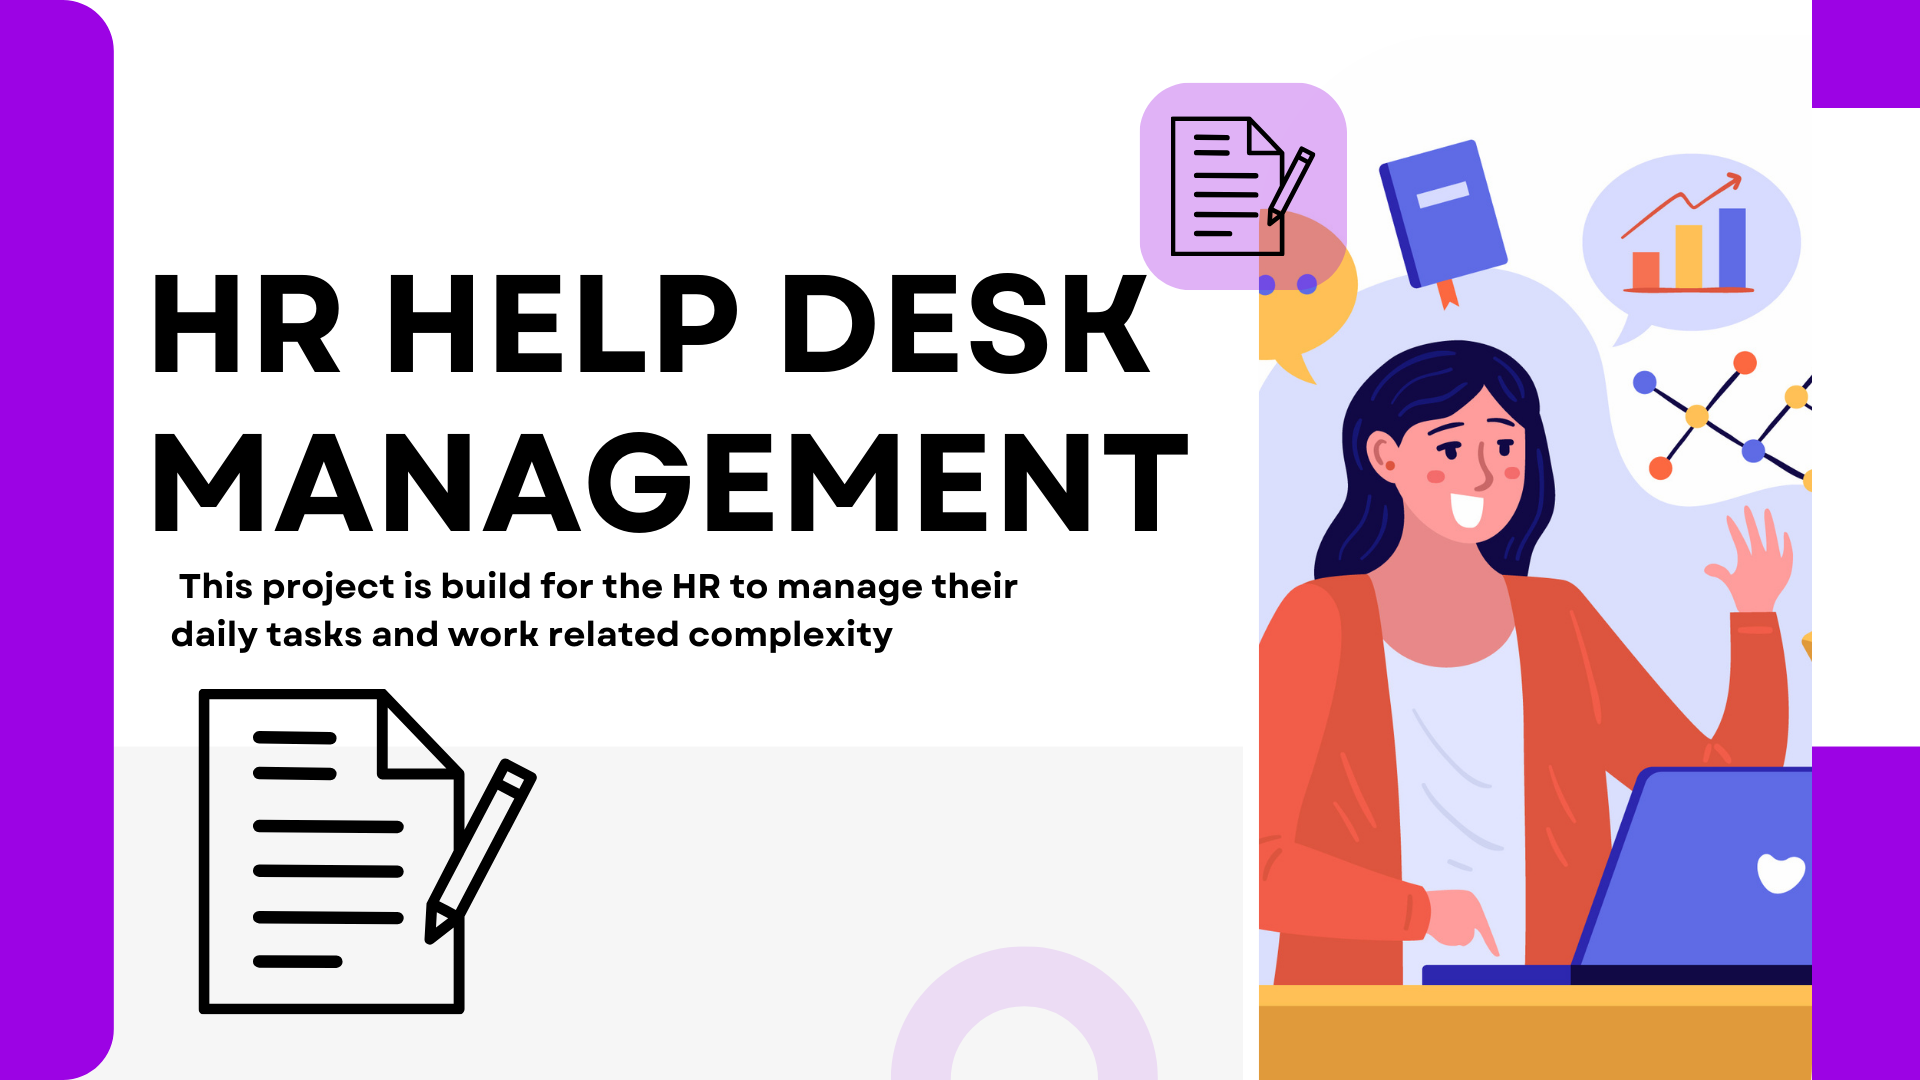 HR HELP DESK
MANAGEMENT
This project is build for the HR to manage their
daily tasks and work related complexity